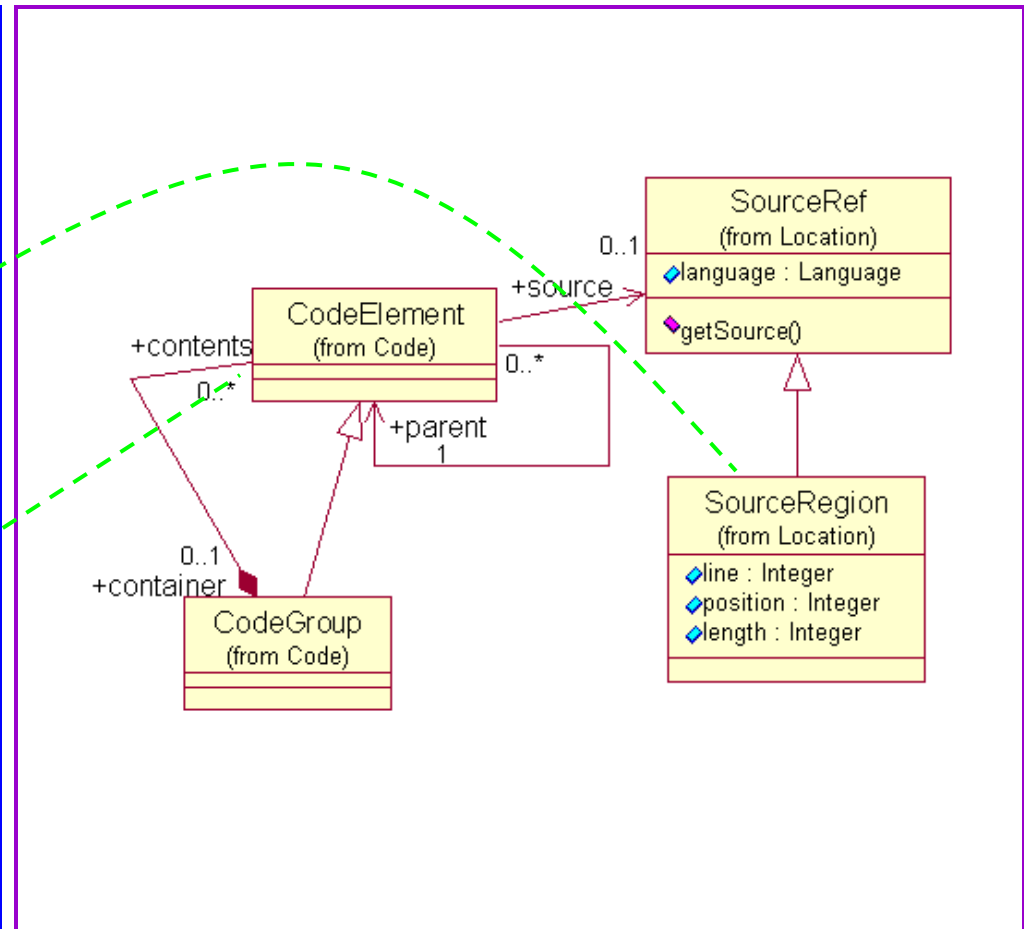 SourceRef
(from Location)
0..1
language : Language
+source
CodeElement
getSource()
+contents
(from Code)
0..*
0..*
+parent
1
SourceRegion
(from Location)
0..1
line : Integer
+container
position : Integer
CodeGroup
length : Integer
(from Code)